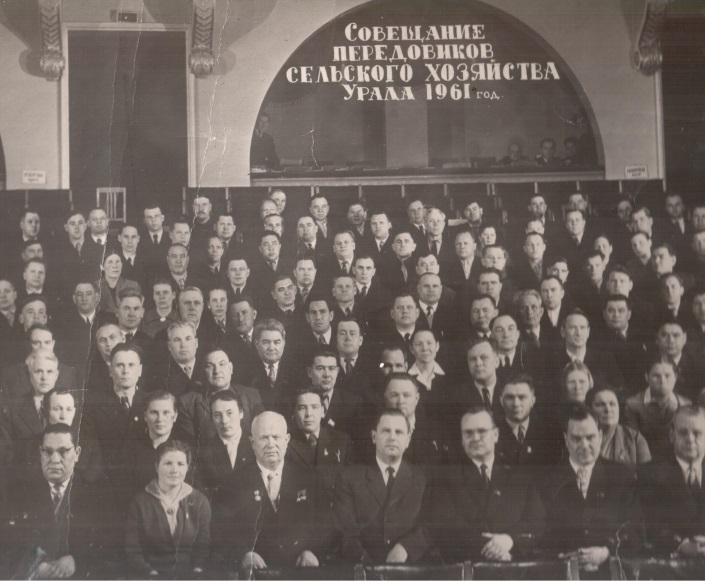 СОВЕЩАНИЕ
ПЕРЕДОВИКОВ
СЕЛЬСКОГО ХОЗЯЙСТВА
УРАЛА 1961 ГОД.